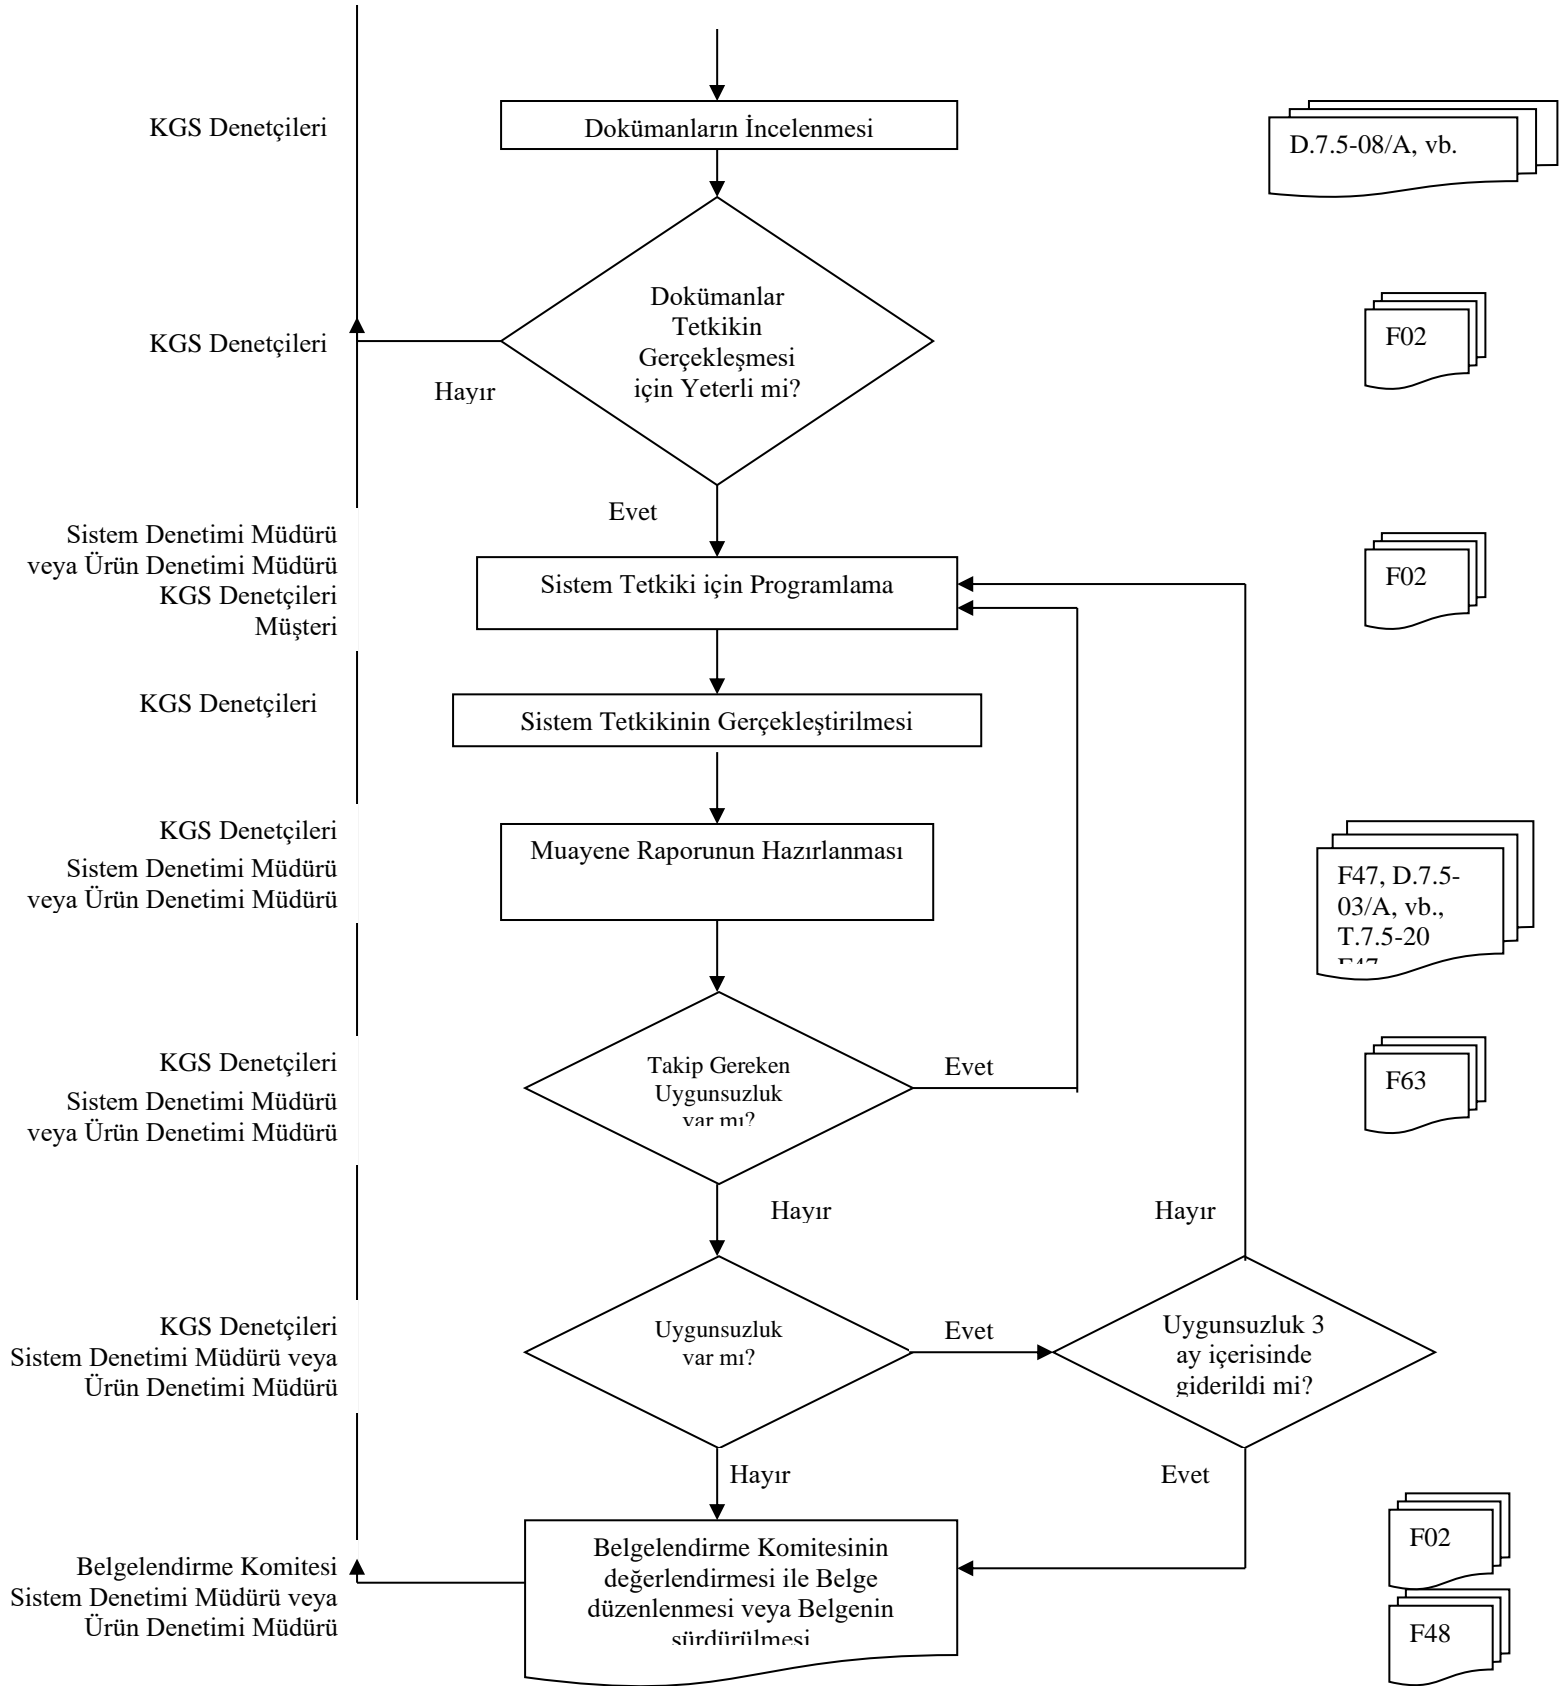 KGS Denetçileri
Dokümanların İncelenmesi
D.7.5-08/A, vb.
KGS Denetçileri
Dokümanlar
Tetkikin
Gerçekleşmesi
için Yeterli mi?
F02
Hayır
Evet
Sistem Denetimi Müdürü
veya Ürün Denetimi Müdürü
KGS Denetçileri
Müşteri
Sistem Tetkiki için Programlama
F02
KGS Denetçileri
Sistem Tetkikinin Gerçekleştirilmesi
KGS Denetçileri
Sistem Denetimi Müdürü
veya Ürün Denetimi Müdürü
Muayene Raporunun Hazırlanması
F47, D.7.5-
03/A, vb.,
T.7.5-20
F47
KGS Denetçileri
Sistem Denetimi Müdürü
veya Ürün Denetimi Müdürü
Takip Gereken
Uygunsuzluk
var mı?
Evet
F63
Hayır
Hayır
KGS Denetçileri
Sistem Denetimi Müdürü veya
Ürün Denetimi Müdürü
Uygunsuzluk
var mı?
Evet
Uygunsuzluk 3
ay içerisinde
giderildi mi?
Hayır
Evet
Belgelendirme Komitesi
Sistem Denetimi Müdürü veya
Ürün Denetimi Müdürü
Belgelendirme Komitesinin
değerlendirmesi ile Belge
düzenlenmesi veya Belgenin
sürdürülmesi
F02
F48